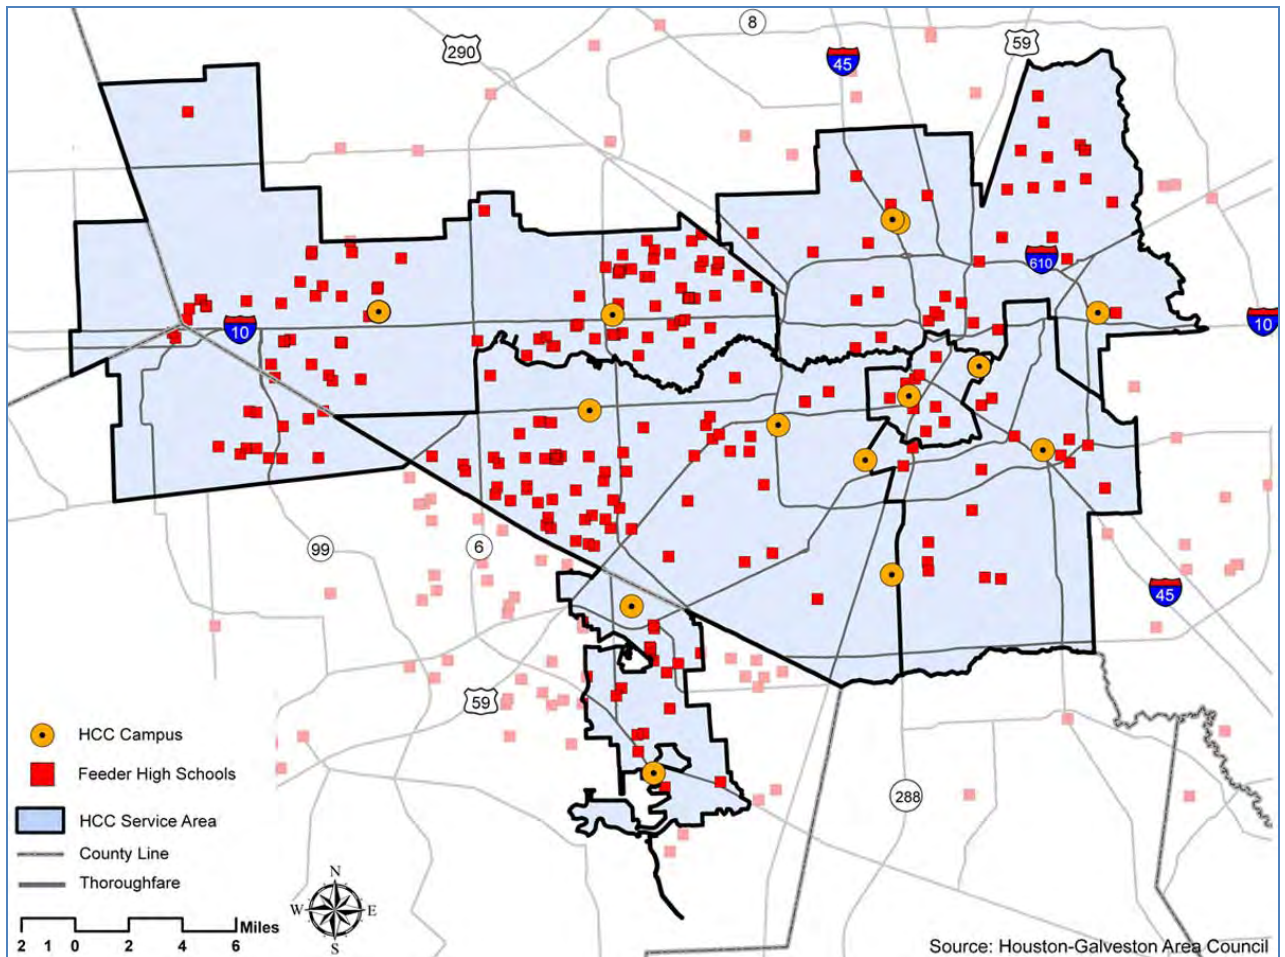 8
290
59
45
610
10
10
99
6
45
59
288
HCC Campus
Feeder High Schools
HCC Service Area
County Line
Thoroughfare
N
W E
S
Miles
2 1 0 2 4 6
Source: Houston-Galveston Area Council